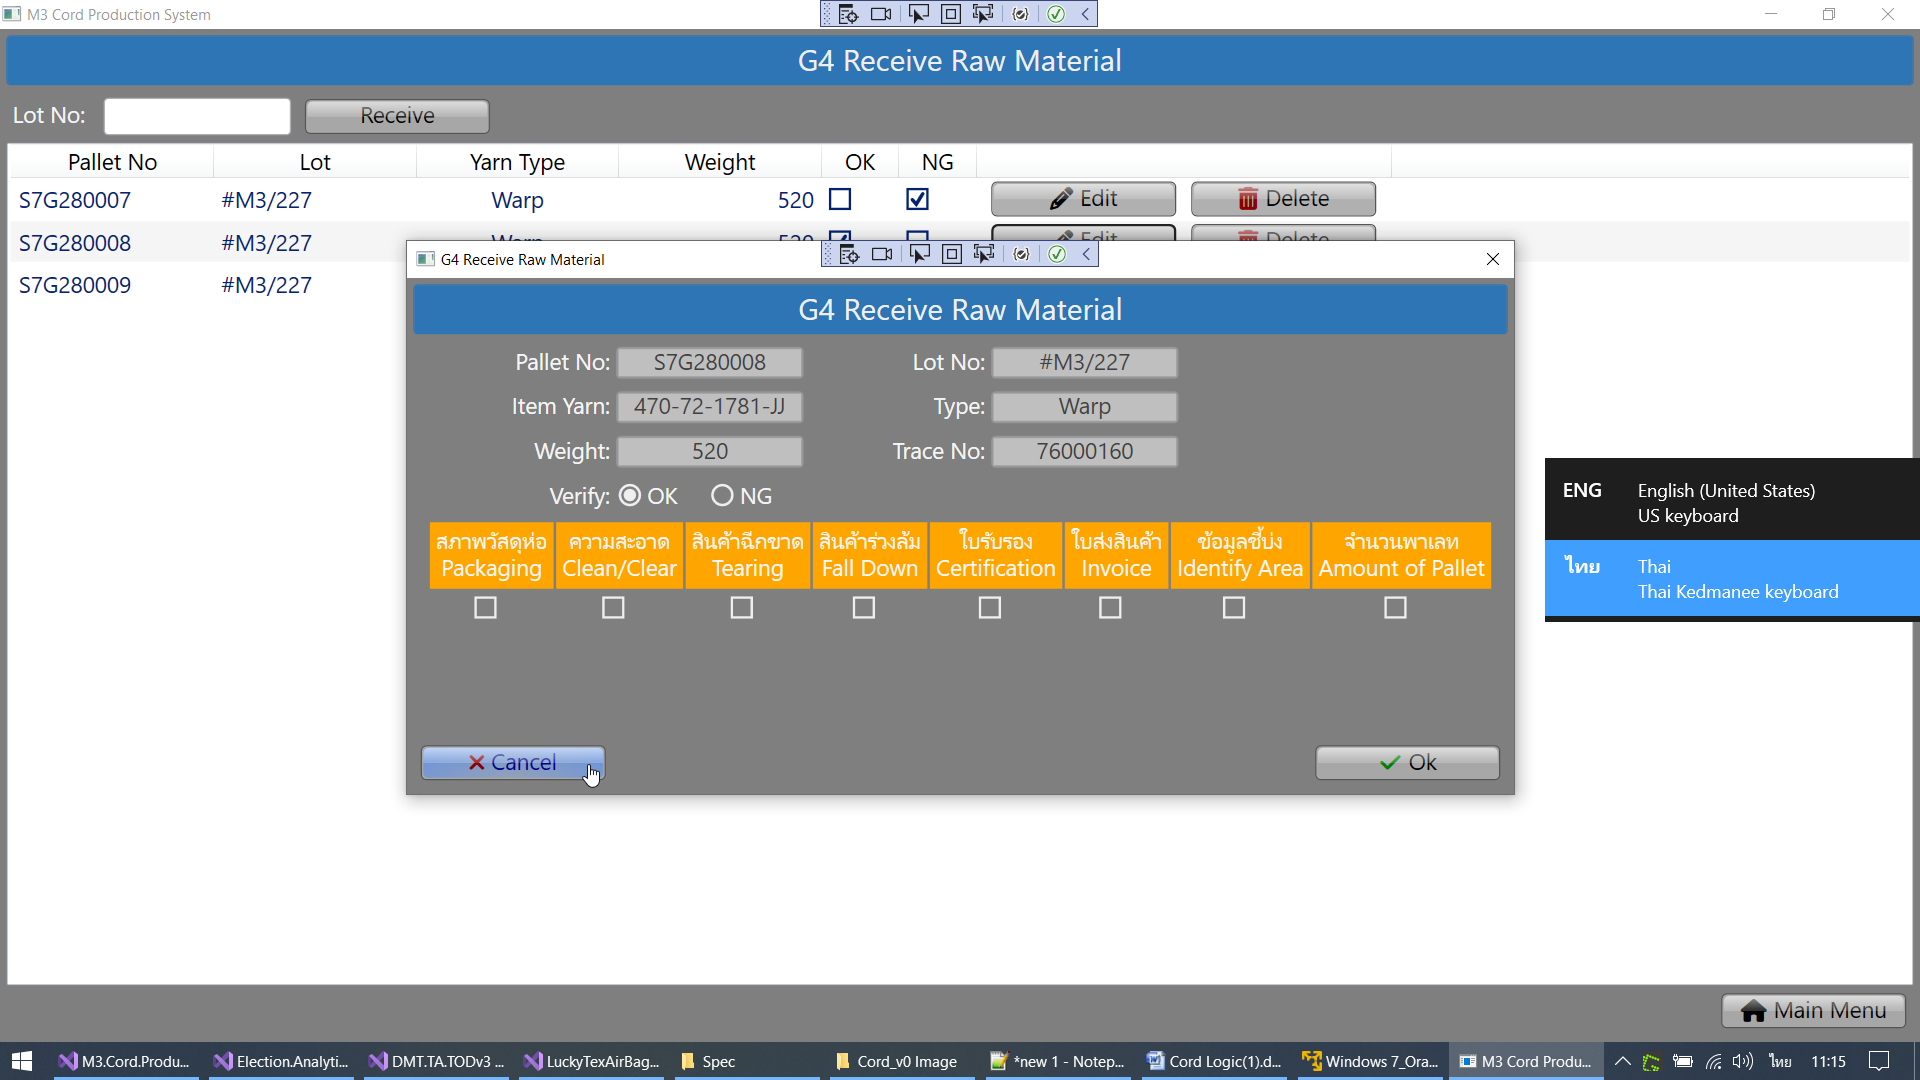 M3 Cord Production System
G4 Receive Raw Material
Lot No: Receive
Pallet No Lot Yarn Type Weight OK NG
S7G280007 #M3/227 Warp 520 Edit Delete
S7G280008 #M3/227 Warp 520 Edit Delete
S7G280009 #M3/227
G4 Receive Raw Material
G4 Receive Raw Material
Pallet No: S7G280008 Lot No: #M3/227
Item Yarn: 470-72-1781-JJ Type: Warp
Weight: 520 Trace No: 76000160
Verify: OK NG
สภาพวัสดุห่อ ความสะอาด สินค้าฉีกขาด สินค้าร่วงล้ม ใบรับรอง ใบส่งสินค้า ข้อมูลชี้บ่ง จำนวนพาเลท
Packaging Clean/Clear Tearing Fall Down Certification Invoice Identify Area Amount of Pallet
Cancel Ok
ENG English (United States)
US keyboard
ไทย Thai
Thai Kedmanee keyboard
Main Menu
M3.Cord.Produ... Election.Analyti... DMT.TA.TODv3 ... LuckyTexAirBag... Spec Cord_v0 Image *new 1 - Notep... Cord Logic(1).d... Windows 7_Ora... M3 Cord Produ... ไทย 11:15